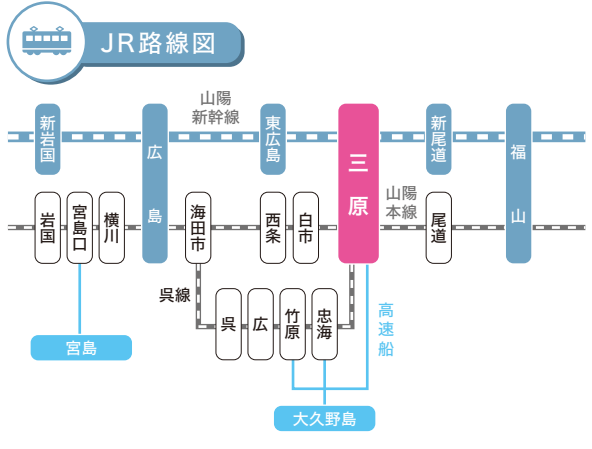 JR路線図
山陽
新幹線
新岩国
広島
東広島
三原
新尾道
福山
山陽
本線
岩国
宮島口
横川
海田市
西条
白市
尾道
呉線
呉
広
竹原
忠海
高速船
宮島
大久野島